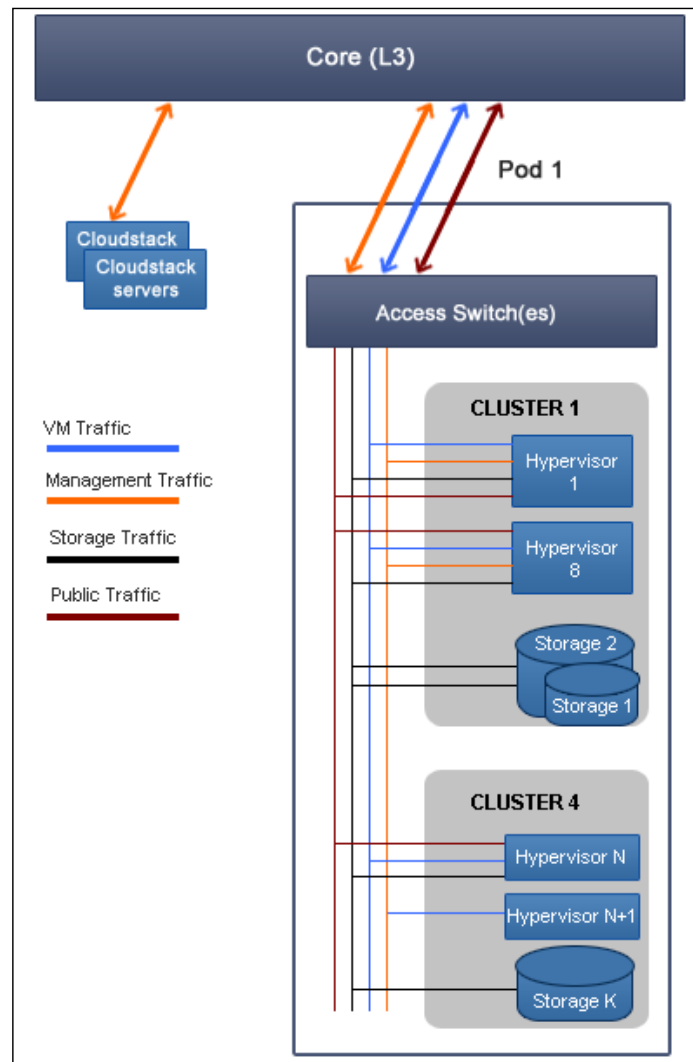 Core (L3)
Pod 1
Cloudstack
Cloudstack
servers
Access Switch(es)
VM Traffic
Management Traffic
Storage Traffic
Public Traffic
CLUSTER 1
Hypervisor
1
Hypervisor
8
Storage 2
Storage 1
CLUSTER 4
Hypervisor N
Hypervisor N+1
Storage K